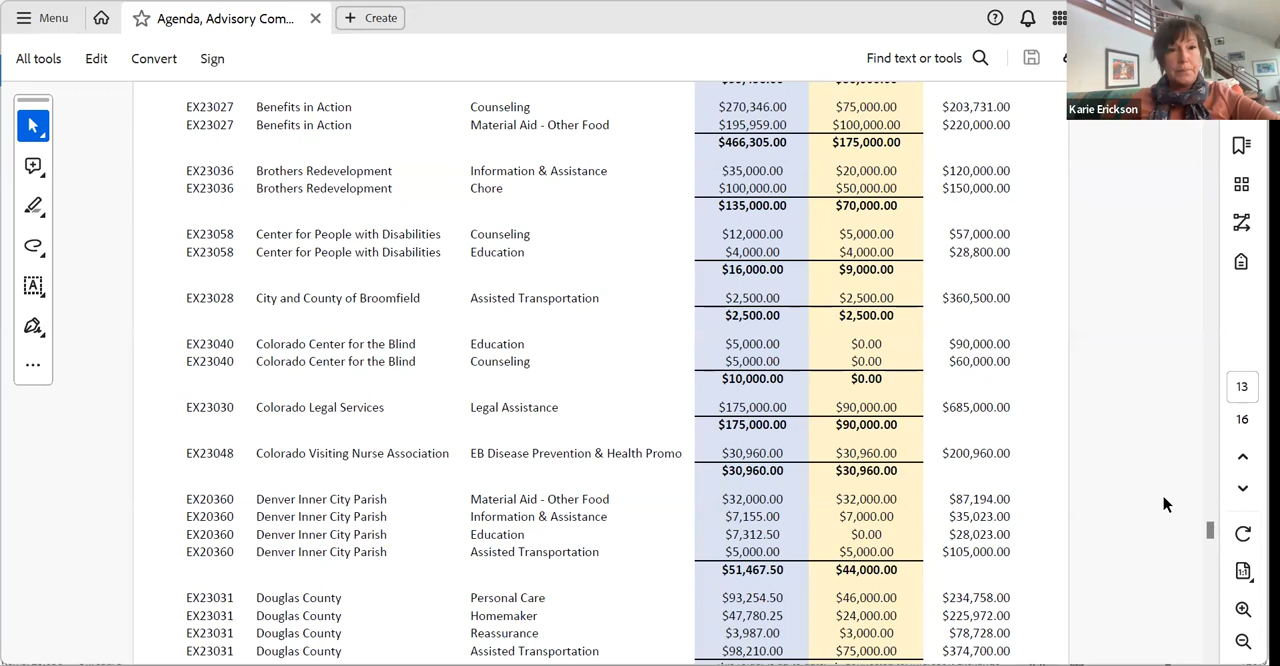 Menu
Agenda, Advisory Com...
Create
All tools Edit Convert Sign Find text or tools
Karie Erickson
EX23027 Benefits in Action Counseling $270,346.00 $75,000.00 $203,731.00
EX23027 Benefits in Action Material Aid - Other Food $195,959.00 $100,000.00 $220,000.00
$466,305.00 $175,000.00
EX23036 Brothers Redevelopment Information & Assistance $35,000.00 $20,000.00 $120,000.00
EX23036 Brothers Redevelopment Chore $100,000.00 $50,000.00 $150,000.00
$135,000.00 $70,000.00
EX23058 Center for People with Disabilities Counseling $12,000.00 $5,000.00 $57,000.00
EX23058 Center for People with Disabilities Education $4,000.00 $4,000.00 $28,800.00
$16,000.00 $9,000.00
EX23028 City and County of Broomfield Assisted Transportation $2,500.00 $2,500.00 $360,500.00
$2,500.00 $2,500.00
EX23040 Colorado Center for the Blind Education $5,000.00 $0.00 $90,000.00
EX23040 Colorado Center for the Blind Counseling $5,000.00 $0.00 $60,000.00
$10,000.00 $0.00
EX23030 Colorado Legal Services Legal Assistance $175,000.00 $90,000.00 $685,000.00
$175,000.00 $90,000.00
EX23048 Colorado Visiting Nurse Association EB Disease Prevention & Health Promo $30,960.00 $30,960.00 $200,960.00
$30,960.00 $30,960.00
EX20360 Denver Inner City Parish Material Aid - Other Food $32,000.00 $32,000.00 $87,194.00
EX20360 Denver Inner City Parish Information & Assistance $7,155.00 $7,000.00 $35,023.00
EX20360 Denver Inner City Parish Education $7,312.50 $0.00 $28,023.00
EX20360 Denver Inner City Parish Assisted Transportation $5,000.00 $5,000.00 $105,000.00
$51,467.50 $44,000.00
EX23031 Douglas County Personal Care $93,254.50 $46,000.00 $234,758.00
EX23031 Douglas County Homemaker $47,780.25 $24,000.00 $225,972.00
EX23031 Douglas County Reassurance $3,987.00 $3,000.00 $78,728.00
EX23031 Douglas County Assisted Transportation $98,210.00 $75,000.00 $374,700.00
13
16